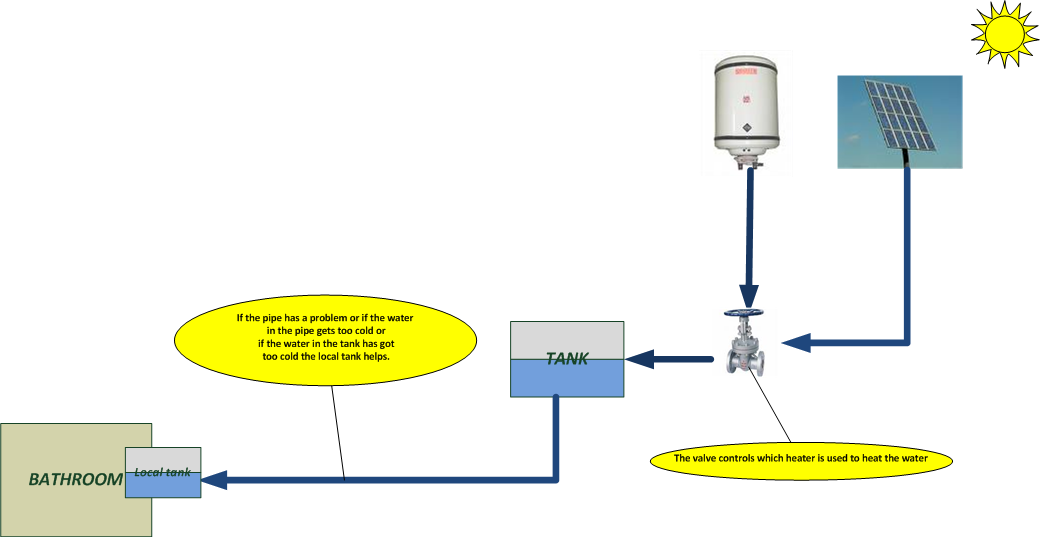 If the pipe has a problem or if the water
in the pipe gets too cold or
if the water in the tank has got
too cold the local tank helps.
TANK
The valve controls which heater is used to heat the water
Local tank
BATHROOM